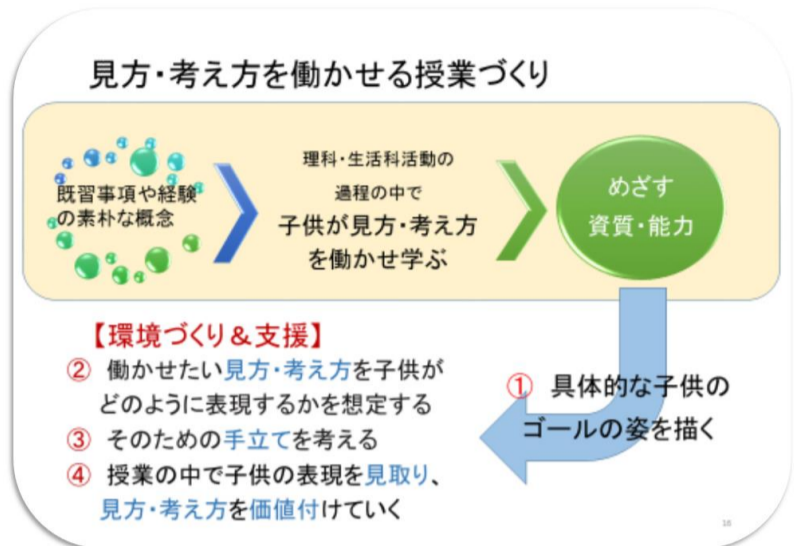 見方・考え方を働かせる授業づくり
既習事項や経験
の素朴な概念
理科・生活科活動の
過程の中で
子供が見方・考え方
を働かせ学ぶ
めざす
資質・能力
① 具体的な子供の
ゴールの姿を描く
【環境づくり＆支援】
② 働かせたい見方・考え方を子供が
どのように表現するかを想定する
③ そのための手立てを考える
④ 授業の中で子供の表現を見取り、
見方・考え方を価値付けていく
16